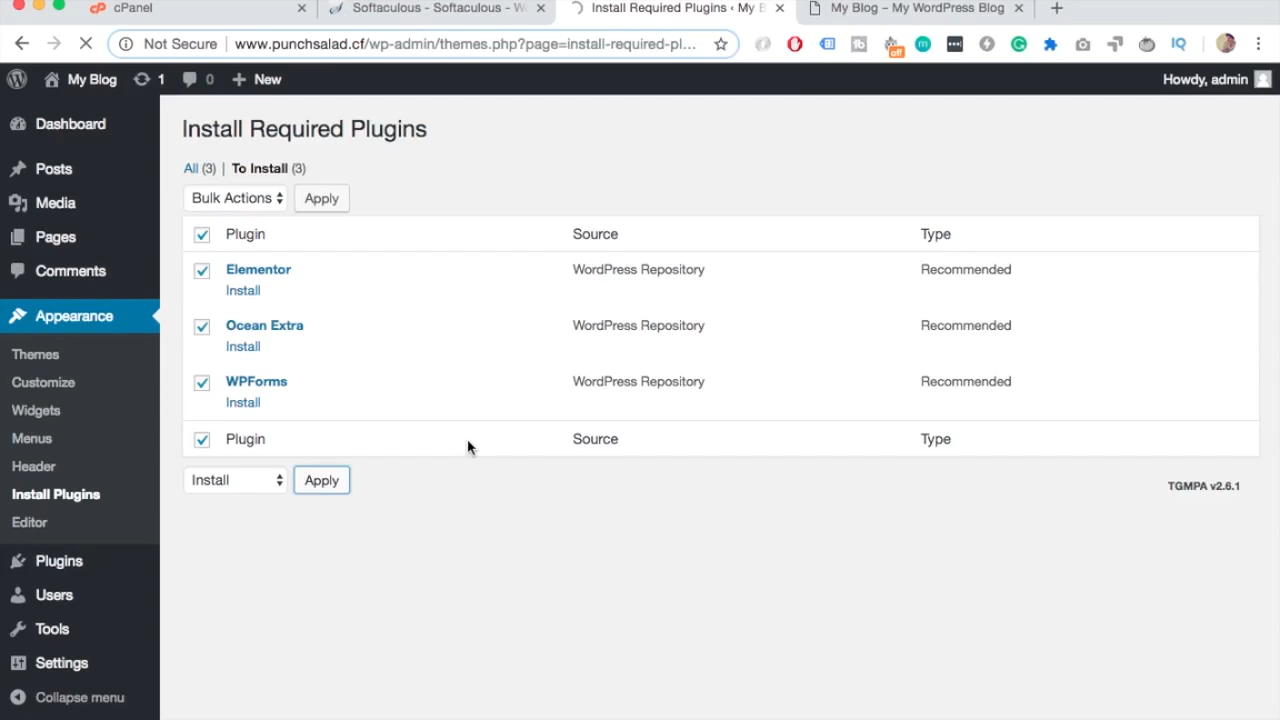 cPanel
Softaculous - Softaculous - W
Install Required Plugins ‹ My B
My Blog – My WordPress Blog
Not Secure
www.punchsalad.cf/wp-admin/themes.php?page=install-required-pl...
off
IQ
My Blog
1
0
New
Howdy, admin
Dashboard
Posts
Media
Pages
Comments
Appearance
Themes
Customize
Widgets
Menus
Header
Install Plugins
Editor
Plugins
Users
Tools
Settings
Collapse menu
Install Required Plugins
All (3) | To Install (3)
Bulk Actions Apply
Plugin Source Type
Elementor WordPress Repository Recommended
Install
Ocean Extra WordPress Repository Recommended
Install
WPForms WordPress Repository Recommended
Install
Plugin Source Type
Install Apply
TGMPA v2.6.1